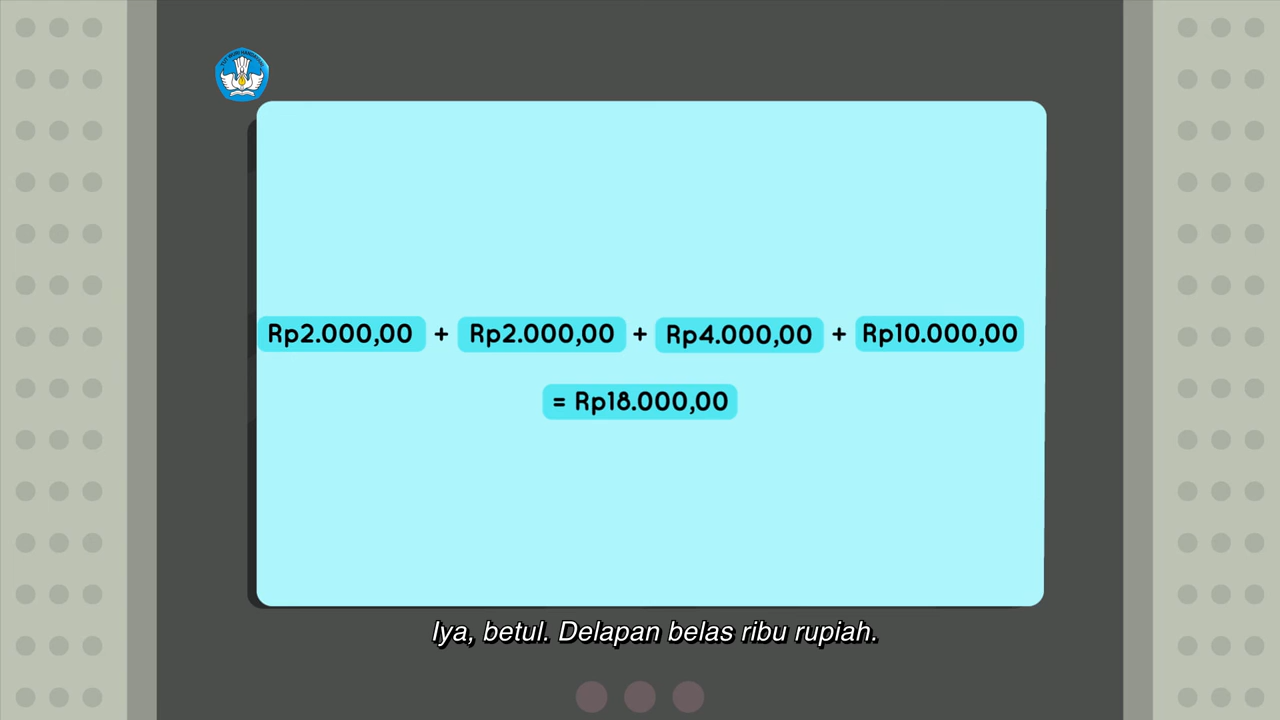 Rp2.000,00 + Rp2.000,00 + Rp4.000,00 + Rp10.000,00
= Rp18.000,00
Iya, betul. Delapan belas ribu rupiah.